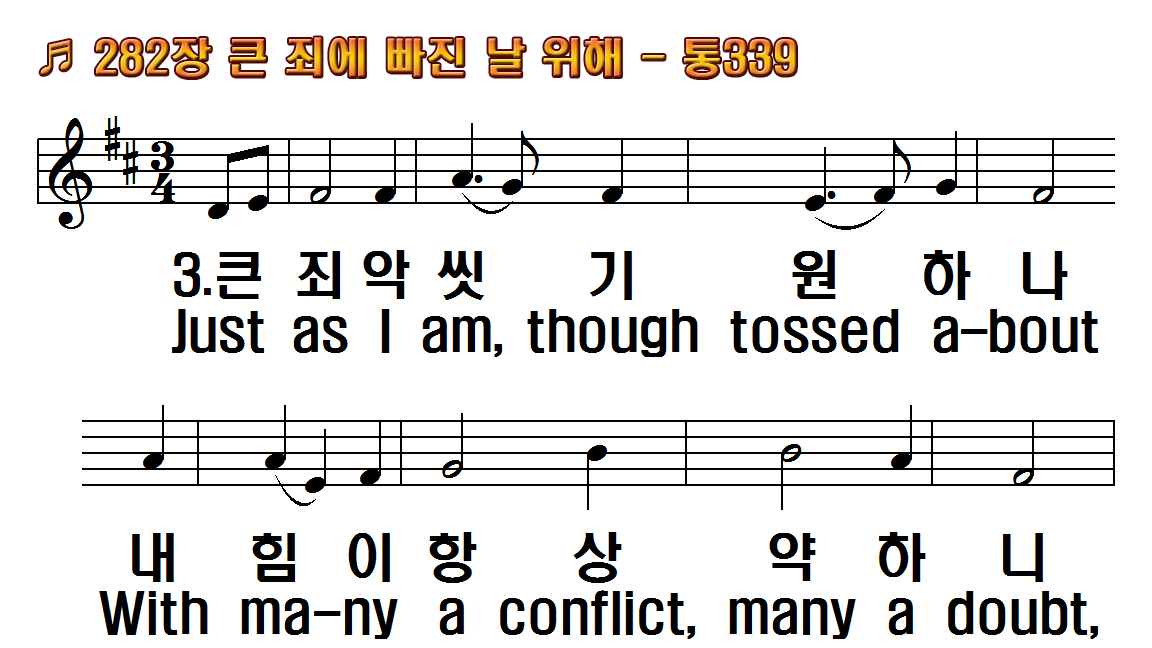 ♬ 282장 큰 죄에 빠진 날 위해 - 통339
3
4
3.큰 죄 악 씻 기 원 하 나
Just as I am, though tossed a-bout
내 힘 이 항 상 약 하 니
With ma-ny a conflict, many a doubt,